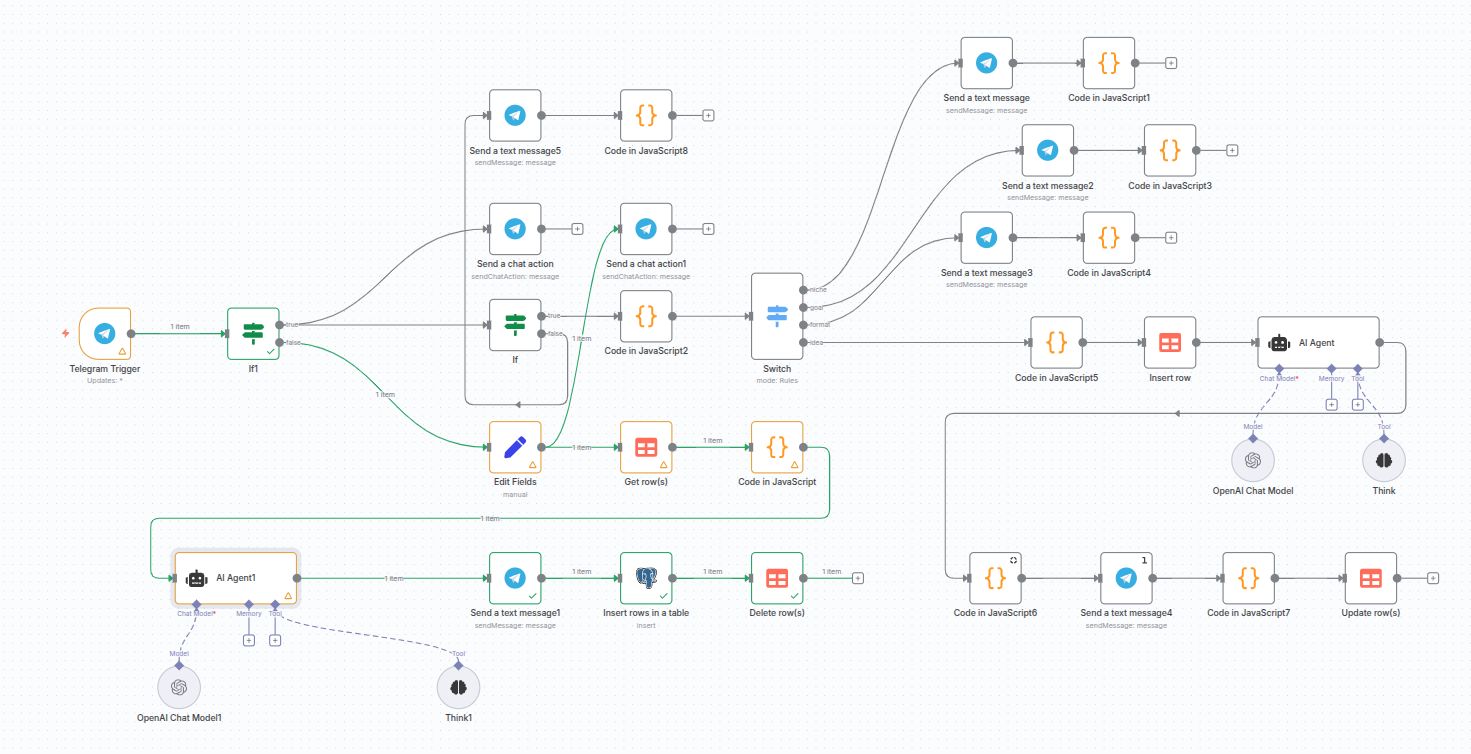 Send a text message
sendMessage: message
Code in JavaScript1
Send a text message5
sendMessage: message
Code in JavaScript8
Send a text message2
sendMessage: message
Code in JavaScript3
Send a chat action
sendChatAction: message
Send a chat action1
sendChatAction: message
Send a text message3
sendMessage: message
Code in JavaScript4
niche
goal
format
idea
Telegram Trigger
Updates: *
1 item
If1
true
false
If
true
false
1 item
Code in JavaScript2
Switch
mode: Rules
Code in JavaScript5
Insert row
AI Agent
Chat Model*
Memory
Tool
Model
Tool
OpenAI Chat Model
Think
1 item
Edit Fields
manual
1 item
Get row(s)
1 item
Code in JavaScript
1 item
AI Agent1
Chat Model*
Memory
Tool
1 item
Send a text message1
sendMessage: message
1 item
Insert rows in a table
insert
1 item
Delete row(s)
1 item
Code in JavaScript6
1
Send a text message4
sendMessage: message
Code in JavaScript7
Update row(s)
Model
Tool
OpenAI Chat Model1
Think1